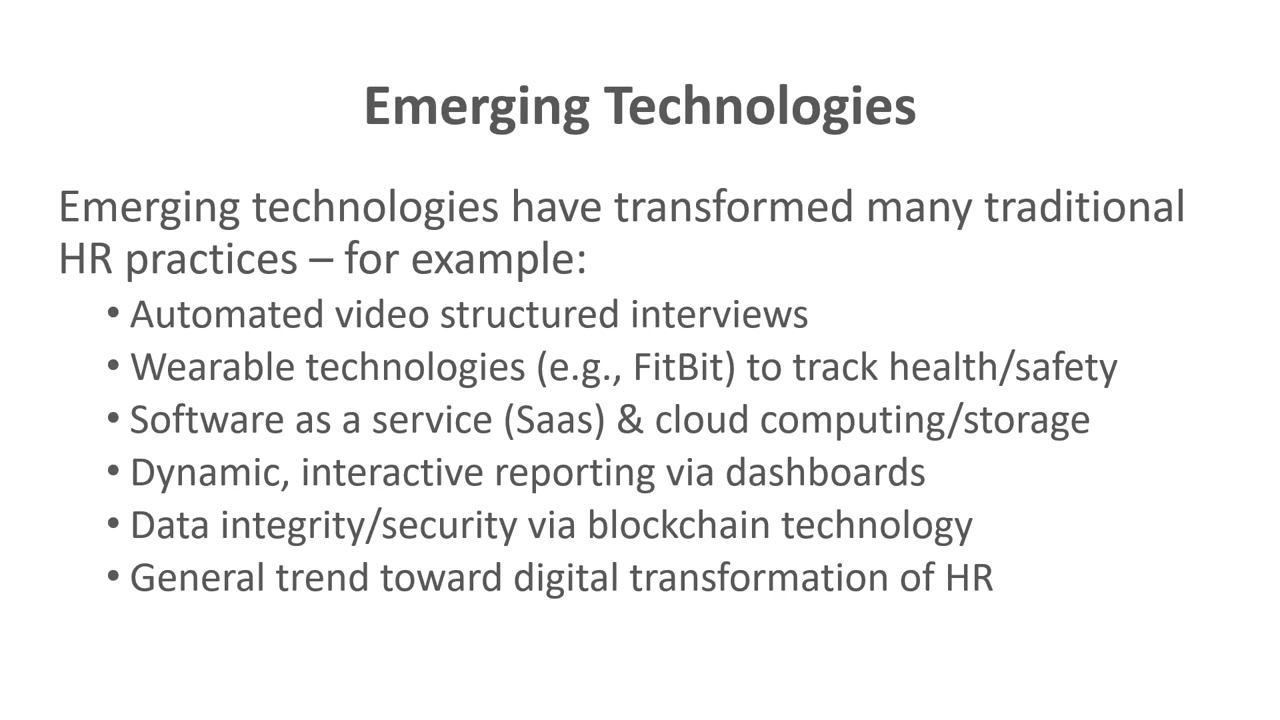 Emerging Technologies
Emerging technologies have transformed many traditional
HR practices – for example:
• Automated video structured interviews
• Wearable technologies (e.g., FitBit) to track health/safety
• Software as a service (Saas) & cloud computing/storage
• Dynamic, interactive reporting via dashboards
• Data integrity/security via blockchain technology
• General trend toward digital transformation of HR